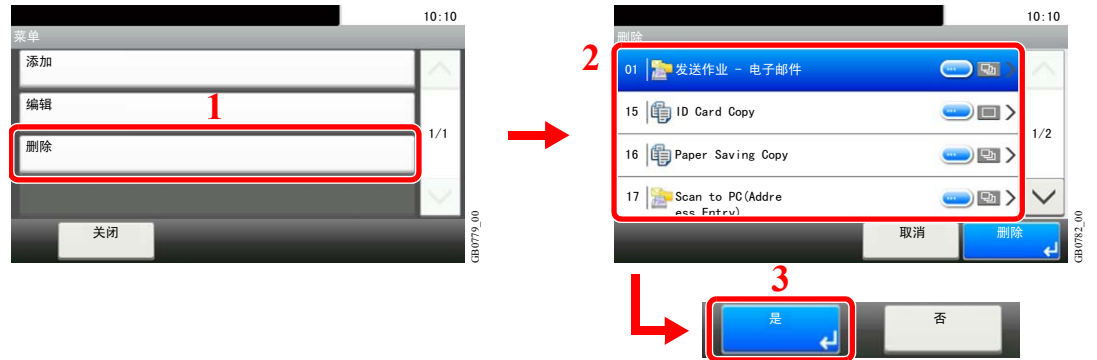 10:10
菜单
添加
编辑
1
删除
1/1
关闭
GB0779_00
10:10
删除
2
01 发送作业 - 电子邮件
15 ID Card Copy
1/2
16 Paper Saving Copy
17 Scan to PC(Addre
ess Entry)
取消
删除
GB0782_00
3
是
否